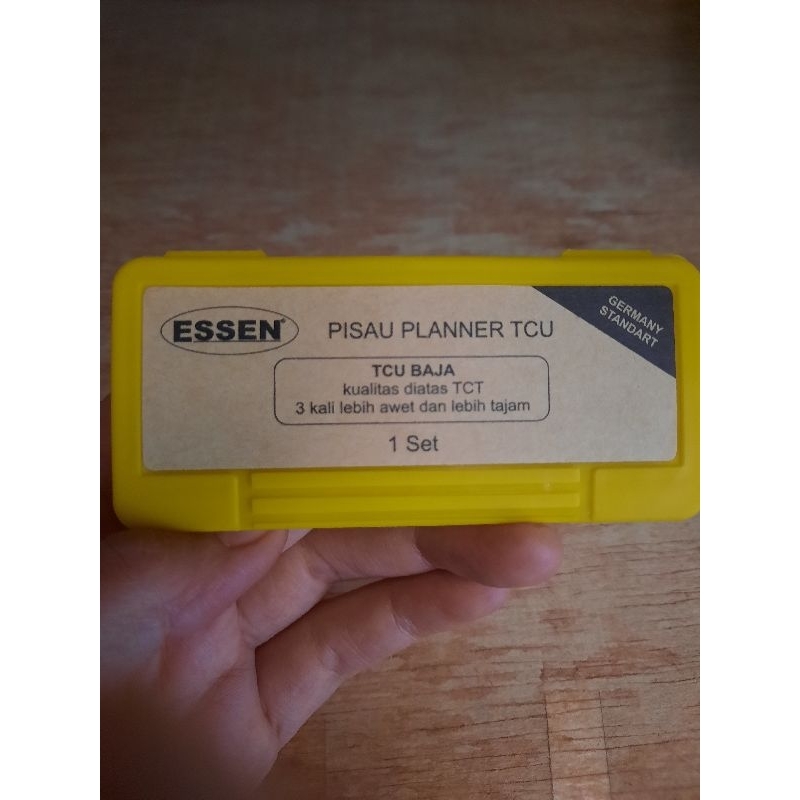 ESSEN®
PISAU PLANNER TCU
GERMANY
STANDART
TCU BAJA
kualitas diatas TCT
3 kali lebih awet dan lebih tajam
1 Set